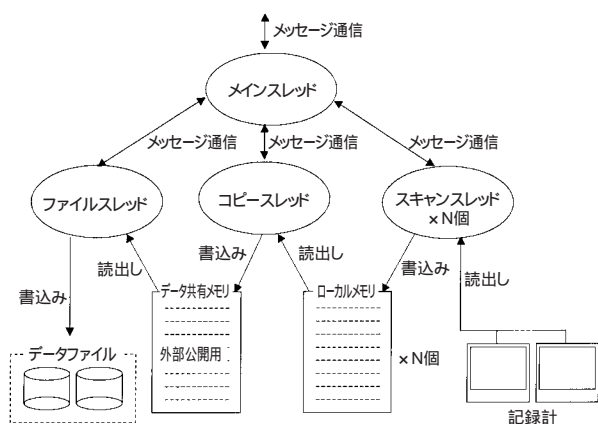 メッセージ通信
メインスレッド
メッセージ通信
メッセージ通信
メッセージ通信
ファイルスレッド
コピースレッド
スキャンスレッド
×N個
書込み
読出し
書込み
読出し
書込み
読出し
データ共有メモリ
ローカルメモリ
データファイル
外部公開用
×N個
記録計